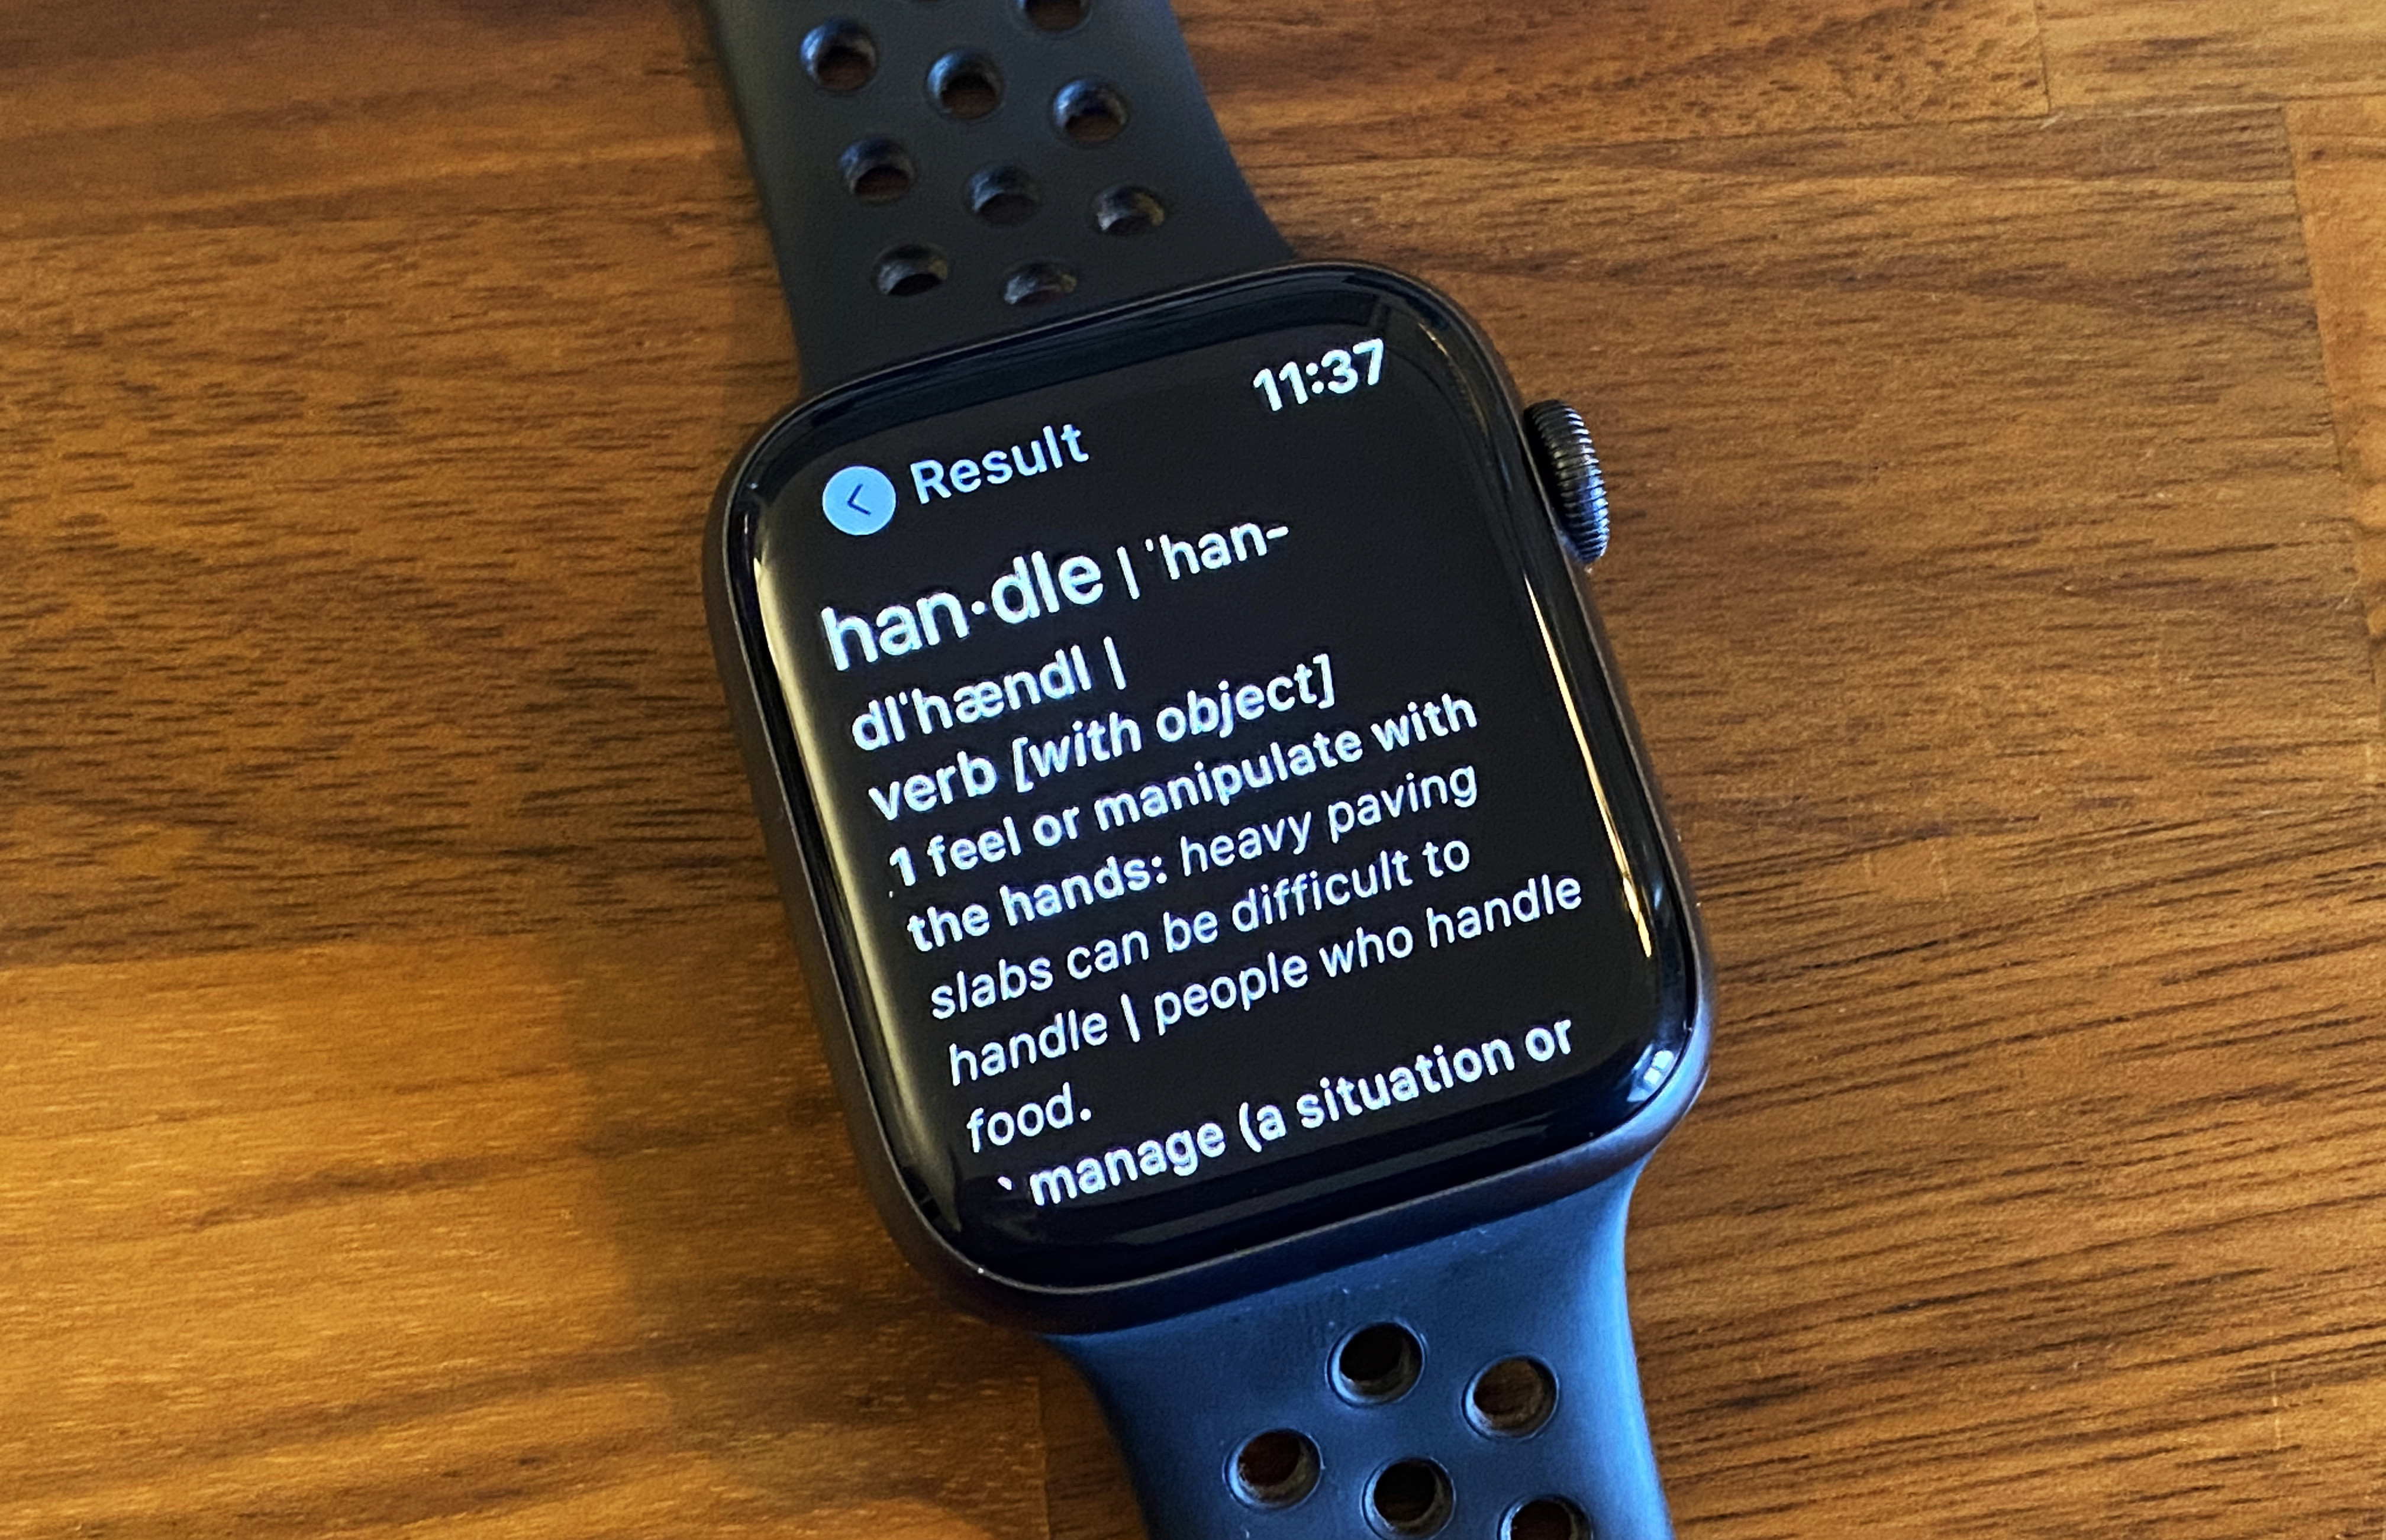 11:37
Result
han·dle | ˈhan-
dlˈhændl |
verb [with object]
1 feel or manipulate with
the hands: heavy paving
slabs can be difficult to
handle | people who handle
food.
manage (a situation or